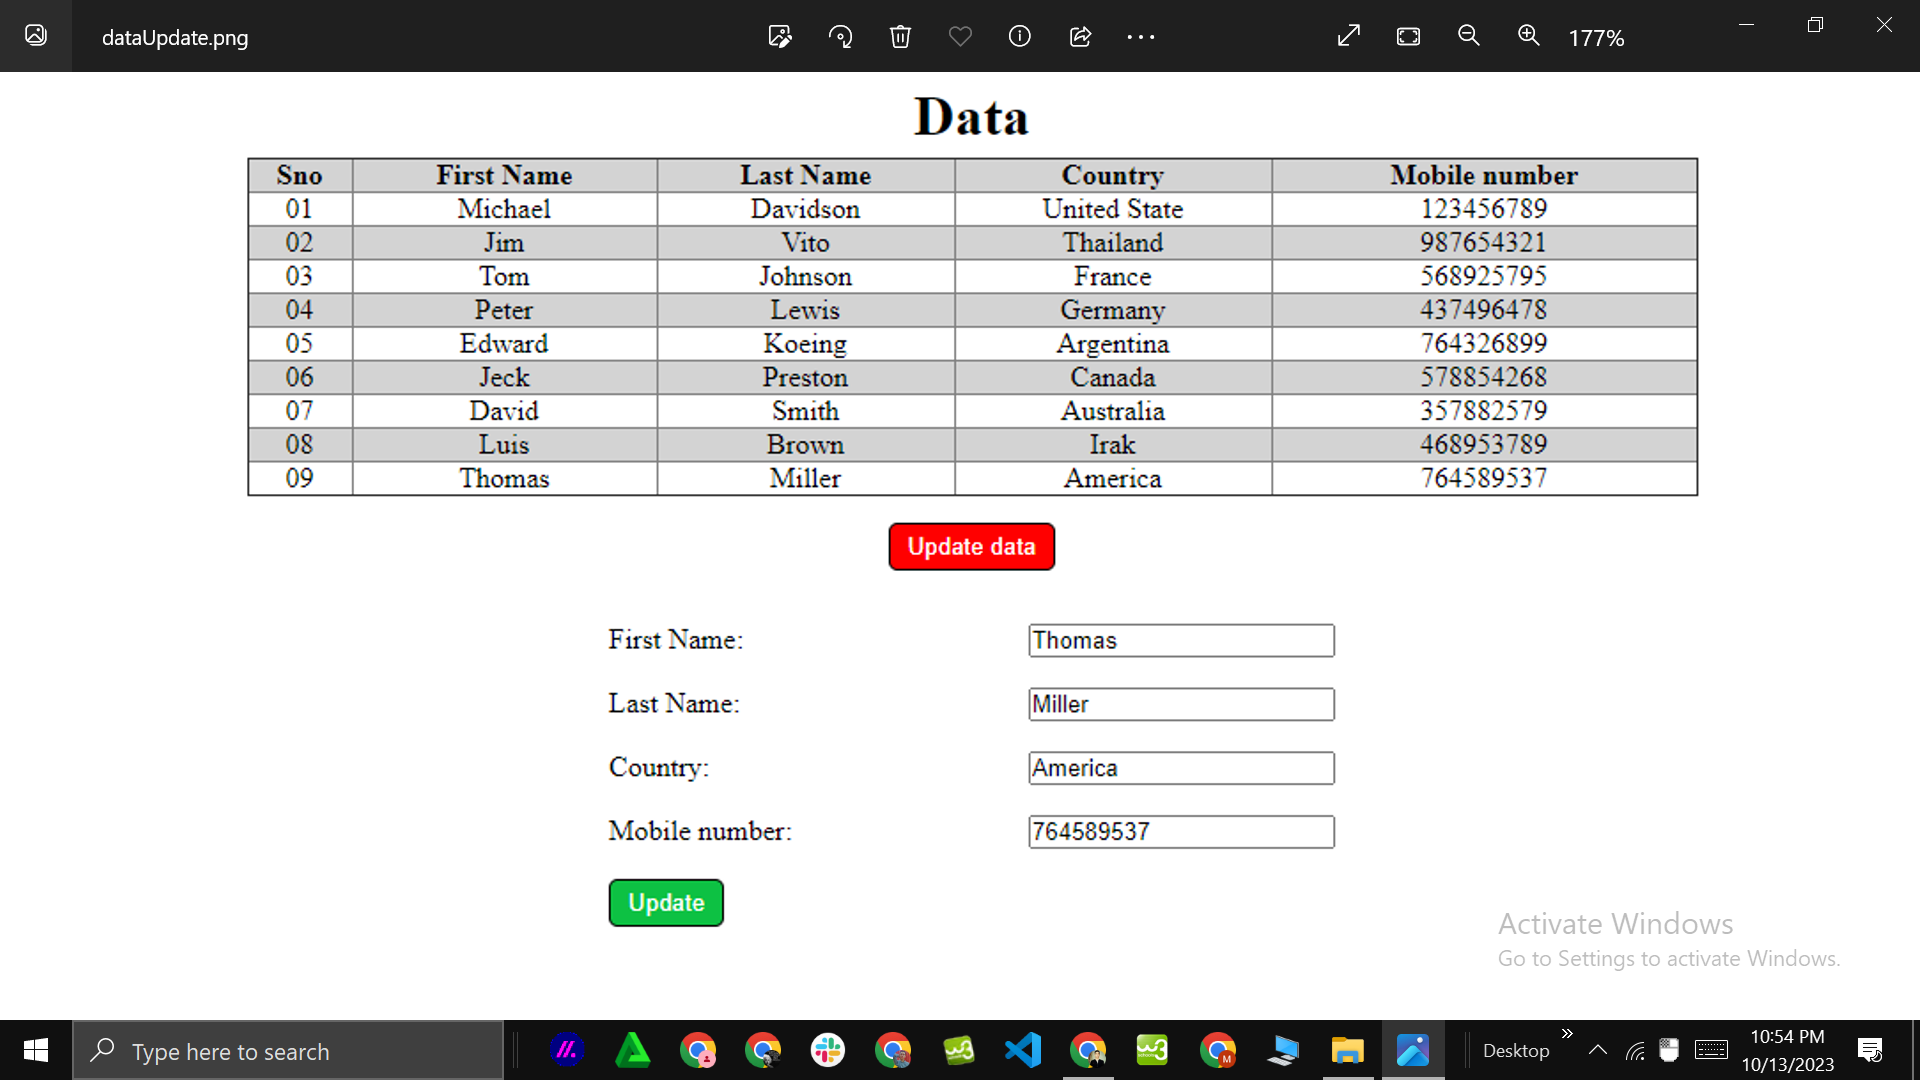 dataUpdate.png
177%
Data
Sno First Name Last Name Country Mobile number
01 Michael Davidson United State 123456789
02 Jim Vito Thailand 987654321
03 Tom Johnson France 568925795
04 Peter Lewis Germany 437496478
05 Edward Koeing Argentina 764326899
06 Jeck Preston Canada 578854268
07 David Smith Australia 357882579
08 Luis Brown Irak 468953789
09 Thomas Miller America 764589537
Update data
First Name: Thomas
Last Name: Miller
Country: America
Mobile number: 764589537
Update
Activate Windows
Go to Settings to activate Windows.
Type here to search
Desktop
10:54 PM
10/13/2023